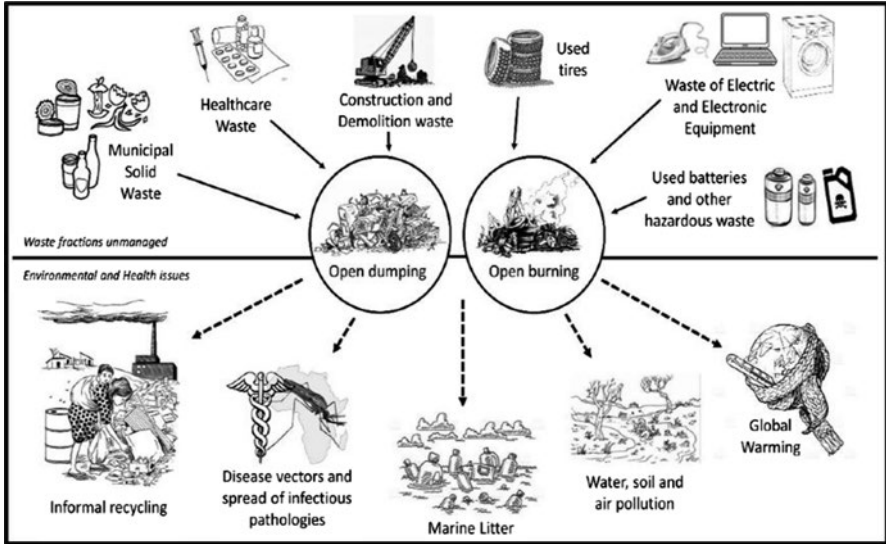 Healthcare
Waste
Construction and
Demolition waste
Used
tires
Waste of Electric
and Electronic
Equipment
Municipal
Solid
Waste
Used batteries
and other
hazardous waste
Waste fractions unmanaged
Open dumping
Open burning
Environmental and Health issues
Informal recycling
Disease vectors and
spread of infectious
pathologies
Marine Litter
Water, soil and
air pollution
Global
Warming